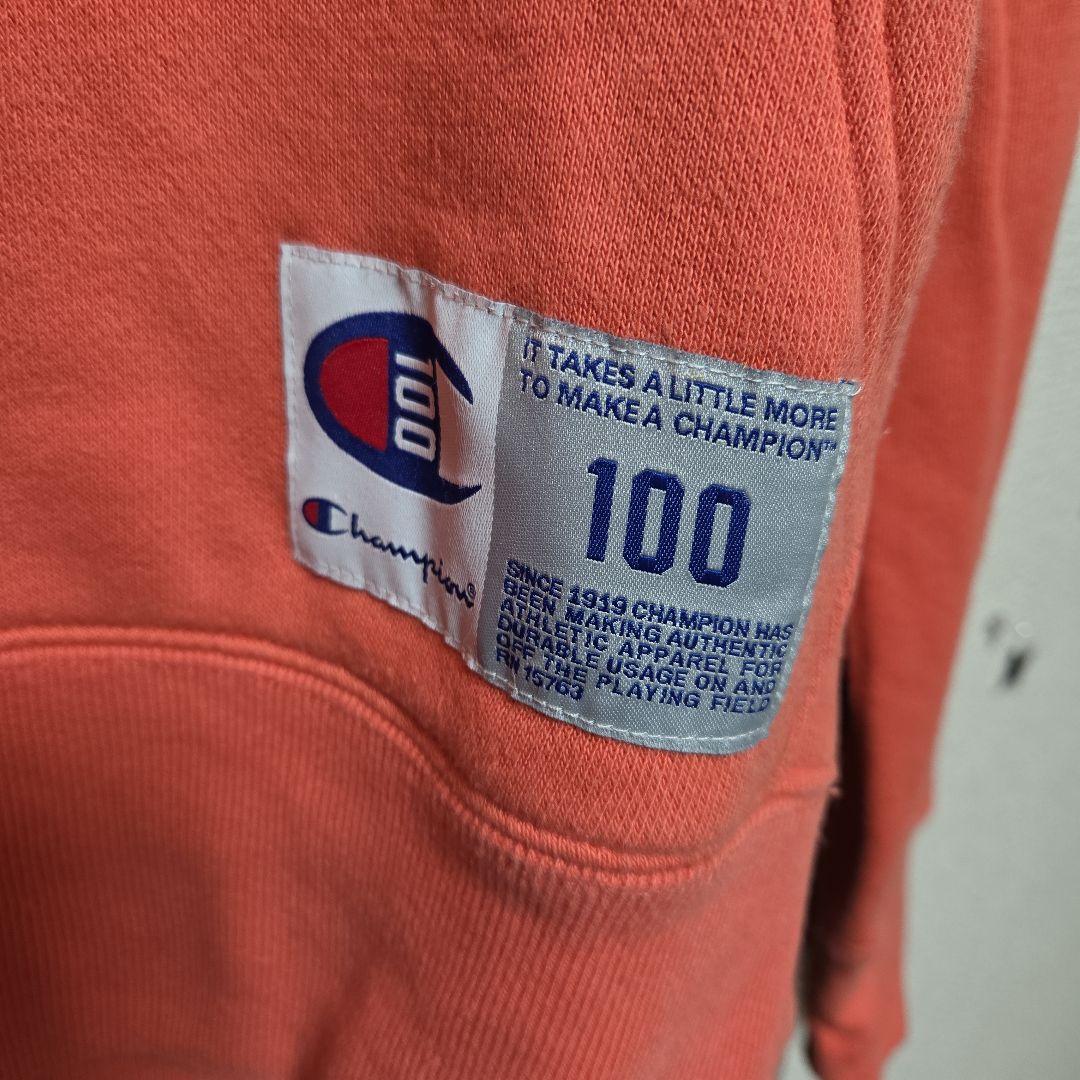 100
Champion®
IT TAKES A LITTLE MORE
TO MAKE A CHAMPION™
100
SINCE 1919 CHAMPION HAS
BEEN MAKING AUTHENTIC
ATHLETIC APPAREL FOR
DURABLE USAGE ON AND
OFF THE PLAYING FIELD
RN 15763